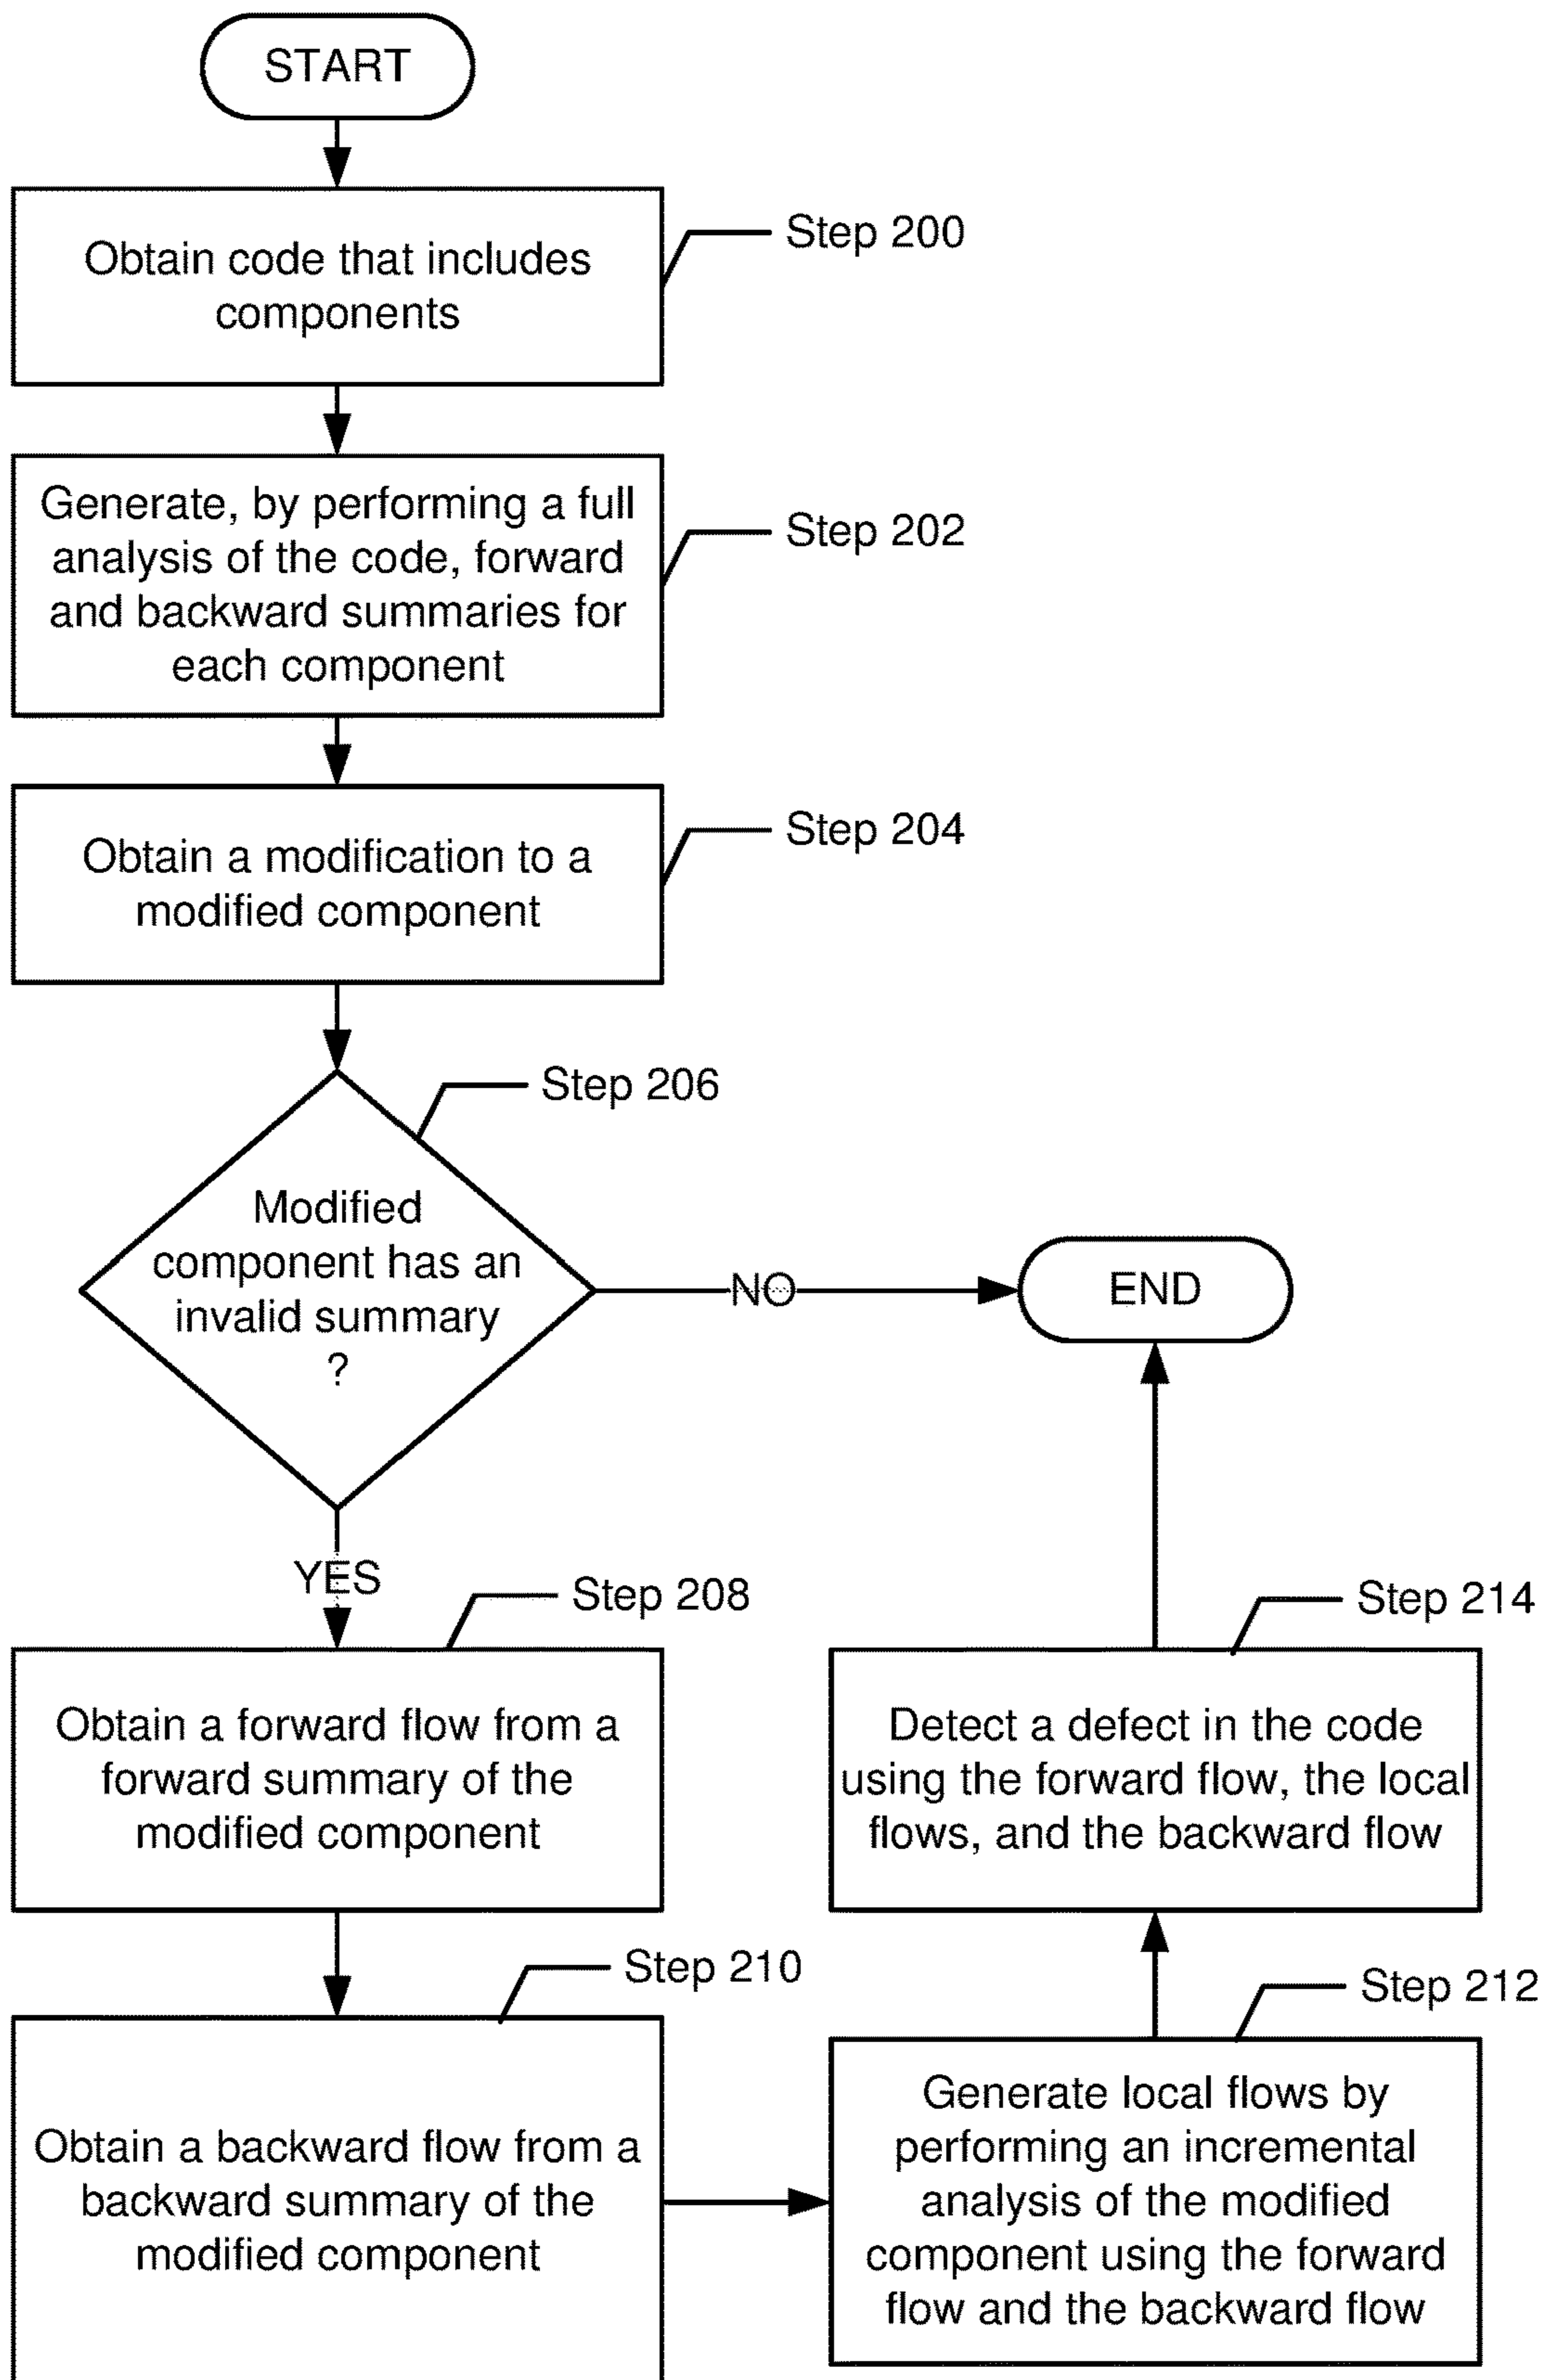 START
Obtain code that includes
components
Step 200
Generate, by performing a full
analysis of the code, forward
and backward summaries for
each component
Step 202
Obtain a modification to a
modified component
Step 204
Step 206
Modified
component has an
invalid summary
?
NO
END
YES
Step 208
Obtain a forward flow from a
forward summary of the
modified component
Step 210
Obtain a backward flow from a
backward summary of the
modified component
Step 212
Generate local flows by
performing an incremental
analysis of the modified
component using the forward
flow and the backward flow
Step 214
Detect a defect in the code
using the forward flow, the local
flows, and the backward flow